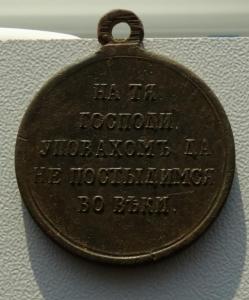 НА ТЯ
ГОСПОДИ
УПОВАХОМЪ ДА
НЕ ПОСТЫДИМСЯ
ВО ВѢКИ.